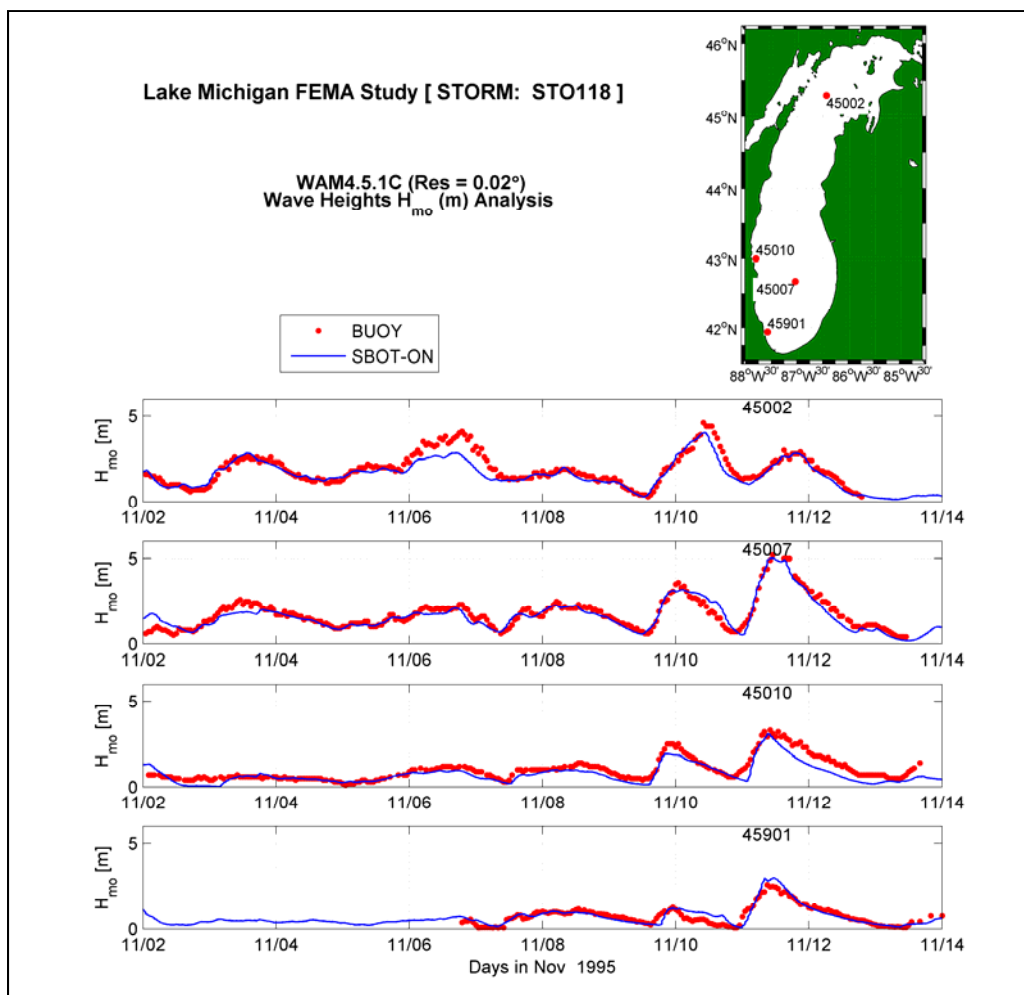 Lake Michigan FEMA Study [ STORM: STO118 ]
WAM4.5.1C (Res = 0.02°)
Wave Heights Hmo (m) Analysis
46°N
45°N
44°N
43°N
42°N
88°W30' 87°W30' 86°W30' 85°W30'
45002
45010
45007
45901
BUOY
SBOT-ON
45002
Hmo [m]
5
0
11/02 11/04 11/06 11/08 11/10 11/12 11/14
45007
Hmo [m]
5
0
11/02 11/04 11/06 11/08 11/10 11/12 11/14
45010
Hmo [m]
5
0
11/02 11/04 11/06 11/08 11/10 11/12 11/14
45901
Hmo [m]
5
0
11/02 11/04 11/06 11/08 11/10 11/12 11/14
Days in Nov 1995